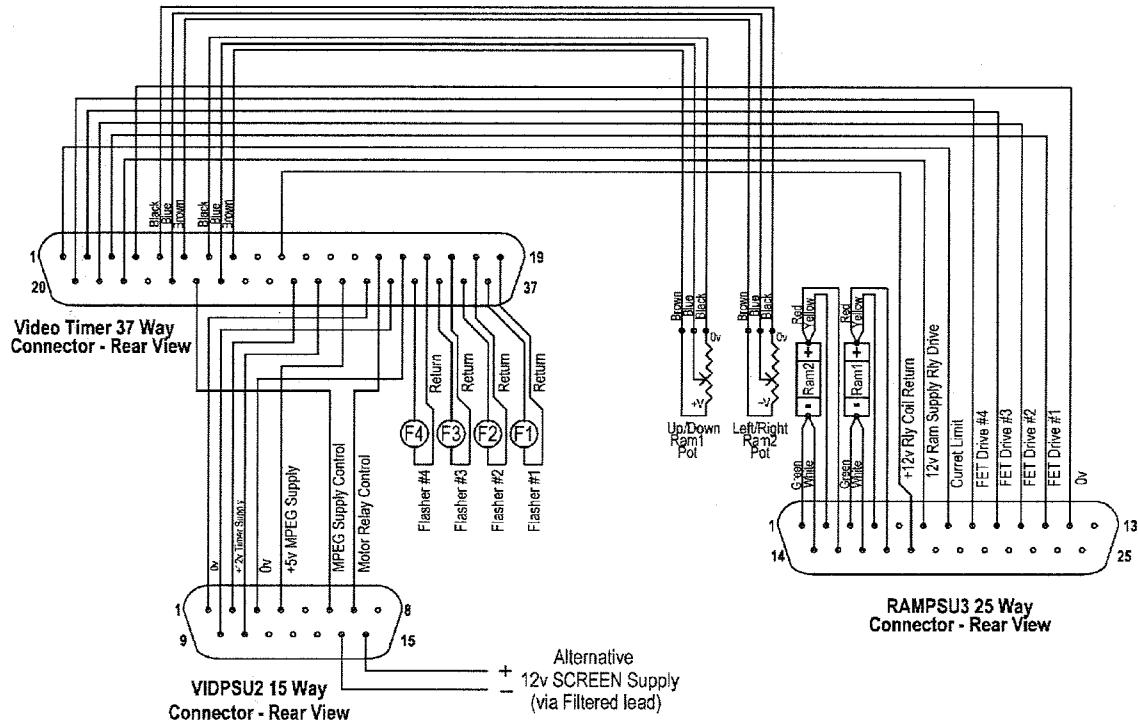 Black
Blue
Brown
Black
Blue
Brown
1
19
20
37
Video Timer 37 Way
Connector - Rear View
Return
Return
Return
Return
F4
F3
F2
F1
Flasher #4
Flasher #3
Flasher #2
Flasher #1
0v
+12v Timer Supply
0v
+5v MPEG Supply
MPEG Supply Control
Motor Relay Control
1
8
9
15
VIDPSU2 15 Way
Connector - Rear View
+
-
Alternative
12v SCREEN Supply
(via Filtered lead)
Brown
Blue
Black
0v
+V
Up/Down
Ram1
Pot
Brown
Blue
Black
0v
+V
Left/Right
Ram2
Pot
Red
Yellow
+
Ram2
-
Green
White
Red
Yellow
+
Ram1
-
Green
White
+12v Rly Coil Return
12v Ram Supply Rly Drive
Curret Limit
FET Drive #4
FET Drive #3
FET Drive #2
FET Drive #1
0v
1
13
14
25
RAMPSU3 25 Way
Connector - Rear View